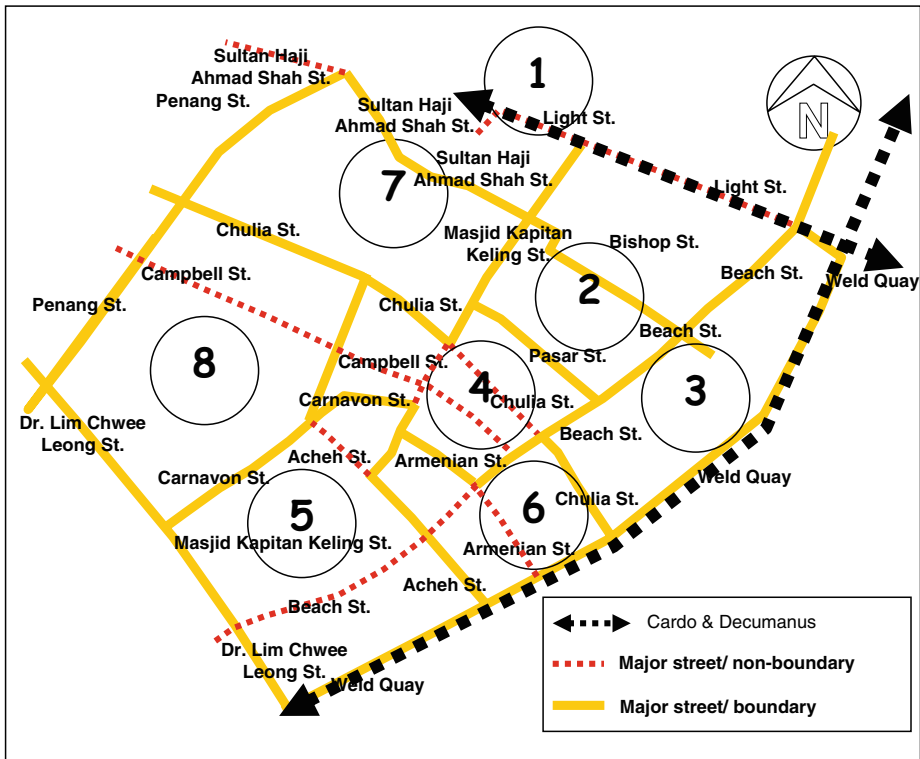 Sultan Haji
Ahmad Shah St.
Penang St.
1
Sultan Haji
Ahmad Shah St.
Light St.
N
Sultan Haji
Ahmad Shah St.
7
Light St.
Chulia St.
Masjid Kapitan
Keling St.
Bishop St.
Campbell St.
Beach St.
Weld Quay
Penang St.
Chulia St.
2
Beach St.
Pasar St.
8
Campbell St.
4
3
Carnavon St.
Chulia St.
Dr. Lim Chwee
Leong St.
Beach St.
Acheh St.
Armenian St.
Carnavon St.
Weld Quay
5
6
Chulia St.
Masjid Kapitan Keling St.
Armenian St.
Acheh St.
Beach St.
Dr. Lim Chwee
Leong St.
Weld Quay
Cardo & Decumanus
Major street/ non-boundary
Major street/ boundary